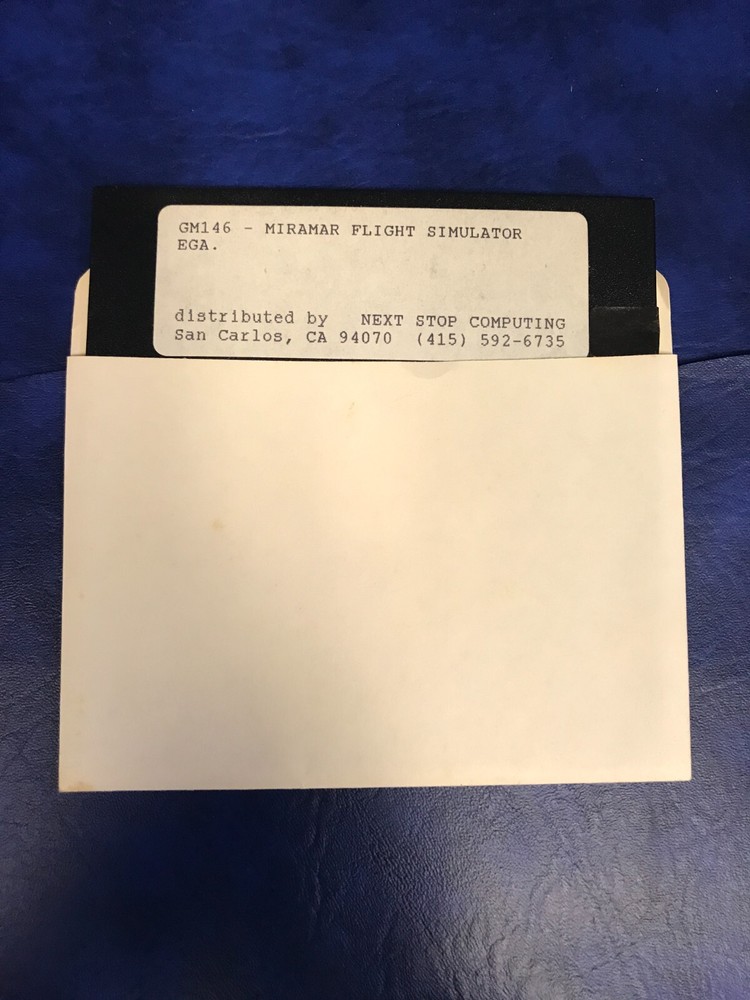 GM146 - MIRAMAR FLIGHT SIMULATOR
EGA.
distributed by NEXT STOP COMPUTING
San Carlos, CA 94070 (415) 592-6735